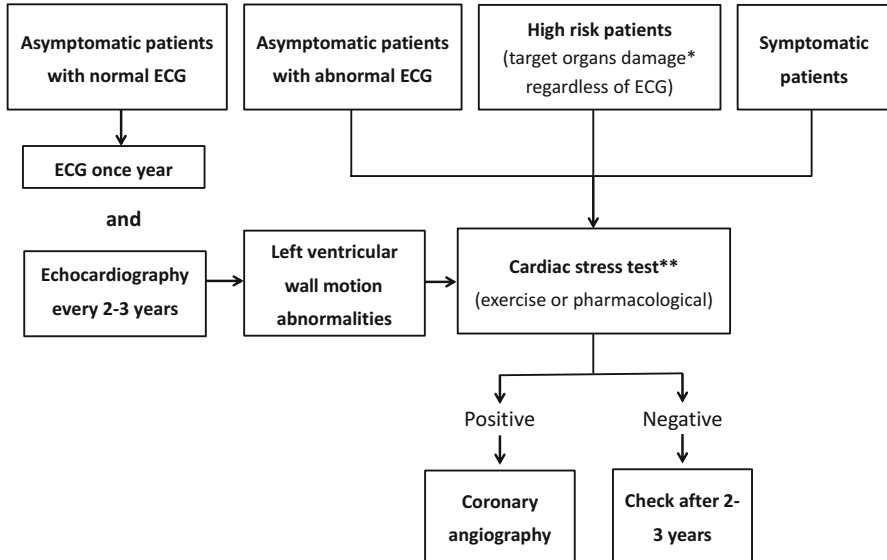 Asymptomatic patients
with normal ECG
Asymptomatic patients
with abnormal ECG
High risk patients
(target organs damage*
regardless of ECG)
Symptomatic
patients
ECG once year
and
Echocardiography
every 2-3 years
Left ventricular
wall motion
abnormalities
Cardiac stress test**
(exercise or pharmacological)
Positive
Negative
Coronary
angiography
Check after 2-
3 years